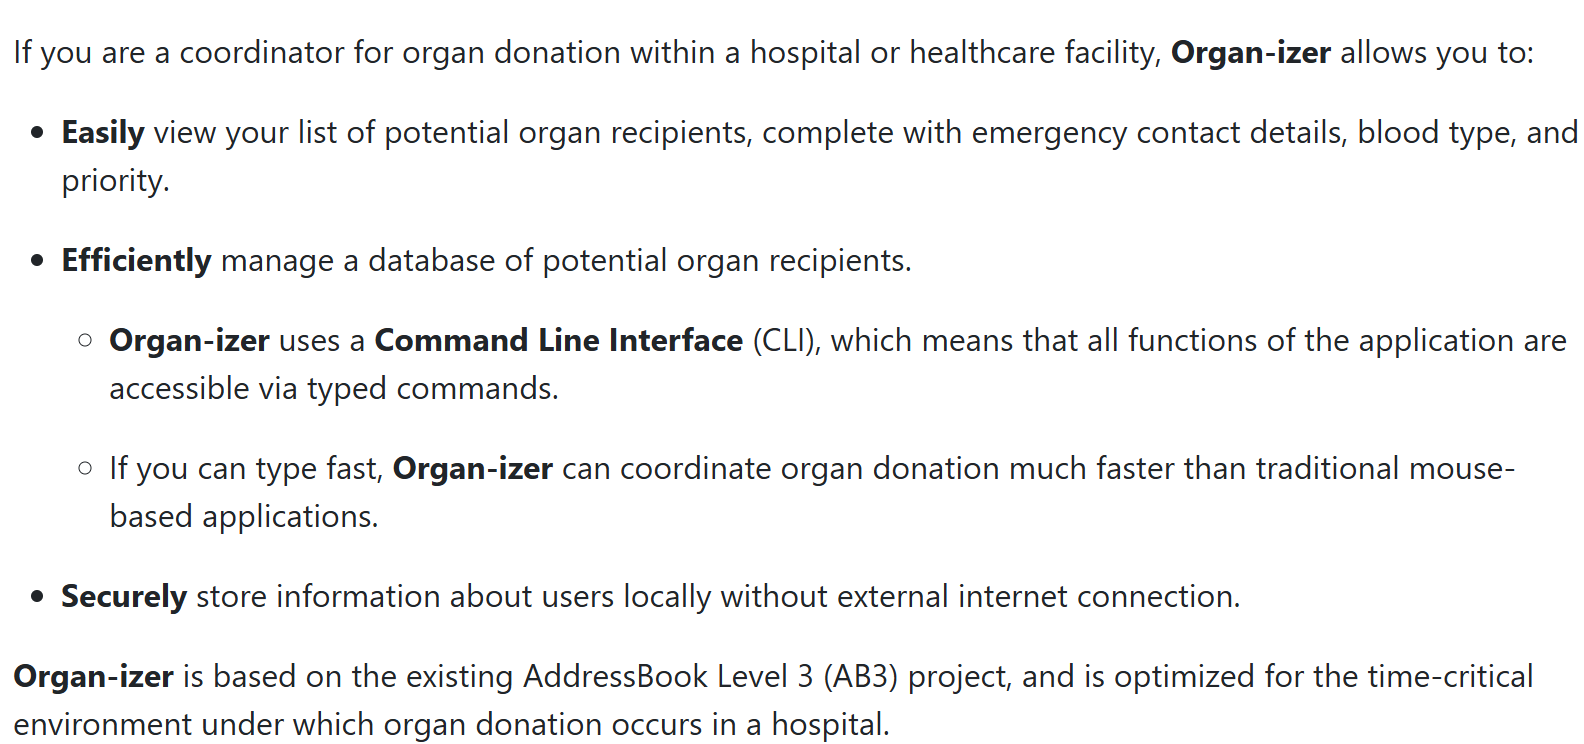 If you are a coordinator for organ donation within a hospital or healthcare facility, Organ-izer allows you to:
Easily view your list of potential organ recipients, complete with emergency contact details, blood type, and
priority.
Efficiently manage a database of potential organ recipients.
Organ-izer uses a Command Line Interface (CLI), which means that all functions of the application are
accessible via typed commands.
If you can type fast, Organ-izer can coordinate organ donation much faster than traditional mouse-
based applications.
Securely store information about users locally without external internet connection.
Organ-izer is based on the existing AddressBook Level 3 (AB3) project, and is optimized for the time-critical
environment under which organ donation occurs in a hospital.